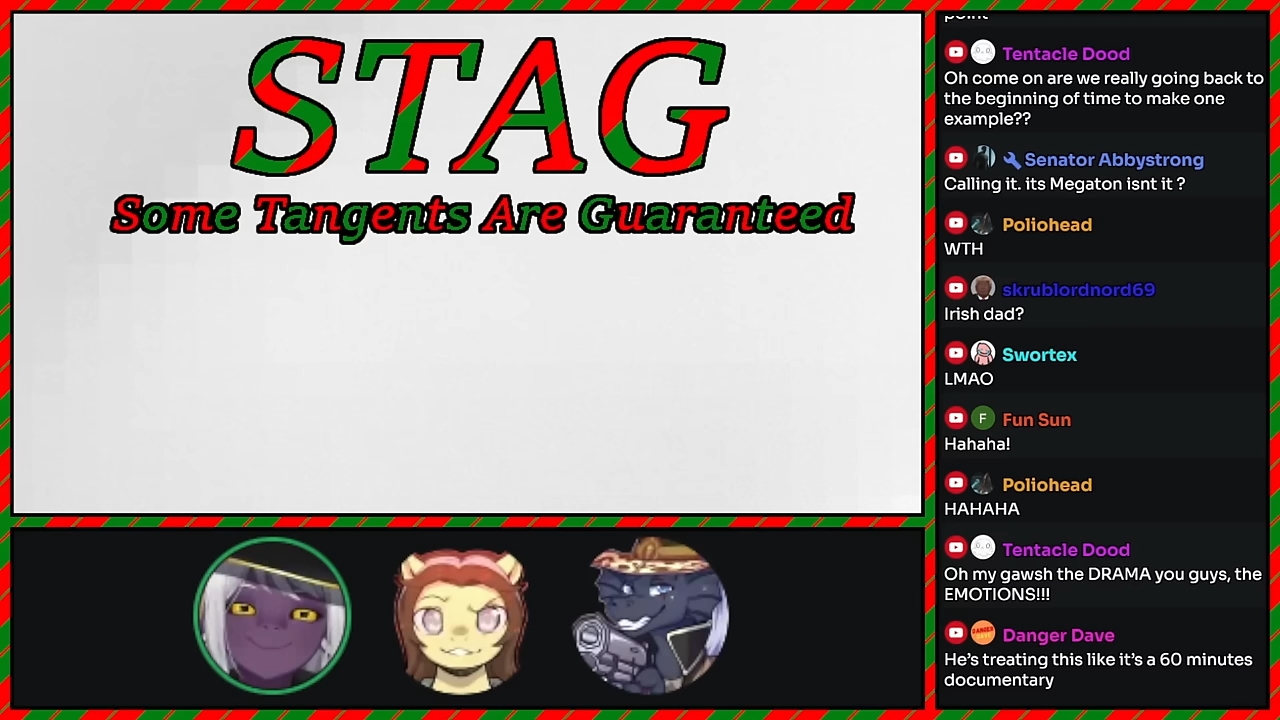 STAG
Some Tangents Are Guaranteed
point
Tentacle Dood
Oh come on are we really going back to
the beginning of time to make one
example??
Senator Abbystrong
Calling it. its Megaton isnt it ?
Poliohead
WTH
skrublordnord69
Irish dad?
Swortex
LMAO
F
Fun Sun
Hahaha!
Poliohead
HAHAHA
Tentacle Dood
Oh my gawsh the DRAMA you guys, the
EMOTIONS!!!
DANGER
DAVE
Danger Dave
He’s treating this like it’s a 60 minutes
documentary